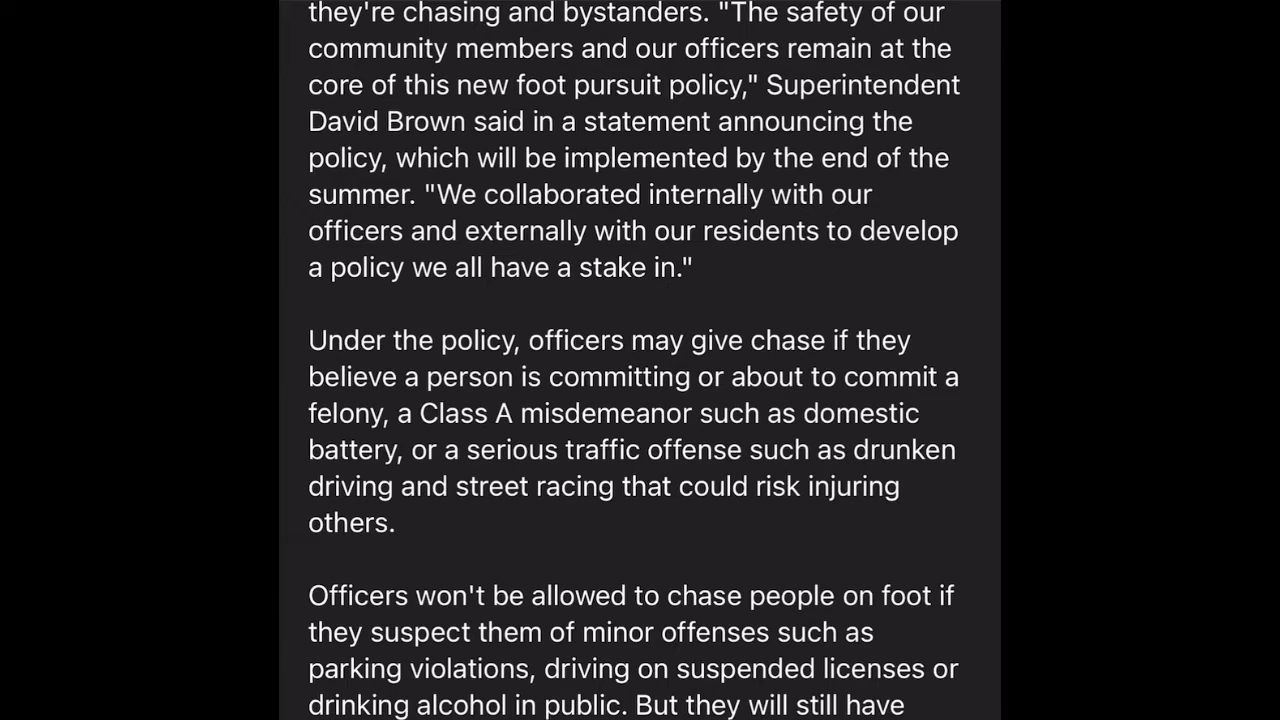 they're chasing and bystanders. "The safety of our
community members and our officers remain at the
core of this new foot pursuit policy," Superintendent
David Brown said in a statement announcing the
policy, which will be implemented by the end of the
summer. "We collaborated internally with our
officers and externally with our residents to develop
a policy we all have a stake in."
Under the policy, officers may give chase if they
believe a person is committing or about to commit a
felony, a Class A misdemeanor such as domestic
battery, or a serious traffic offense such as drunken
driving and street racing that could risk injuring
others.
Officers won't be allowed to chase people on foot if
they suspect them of minor offenses such as
parking violations, driving on suspended licenses or
drinking alcohol in public. But they will still have